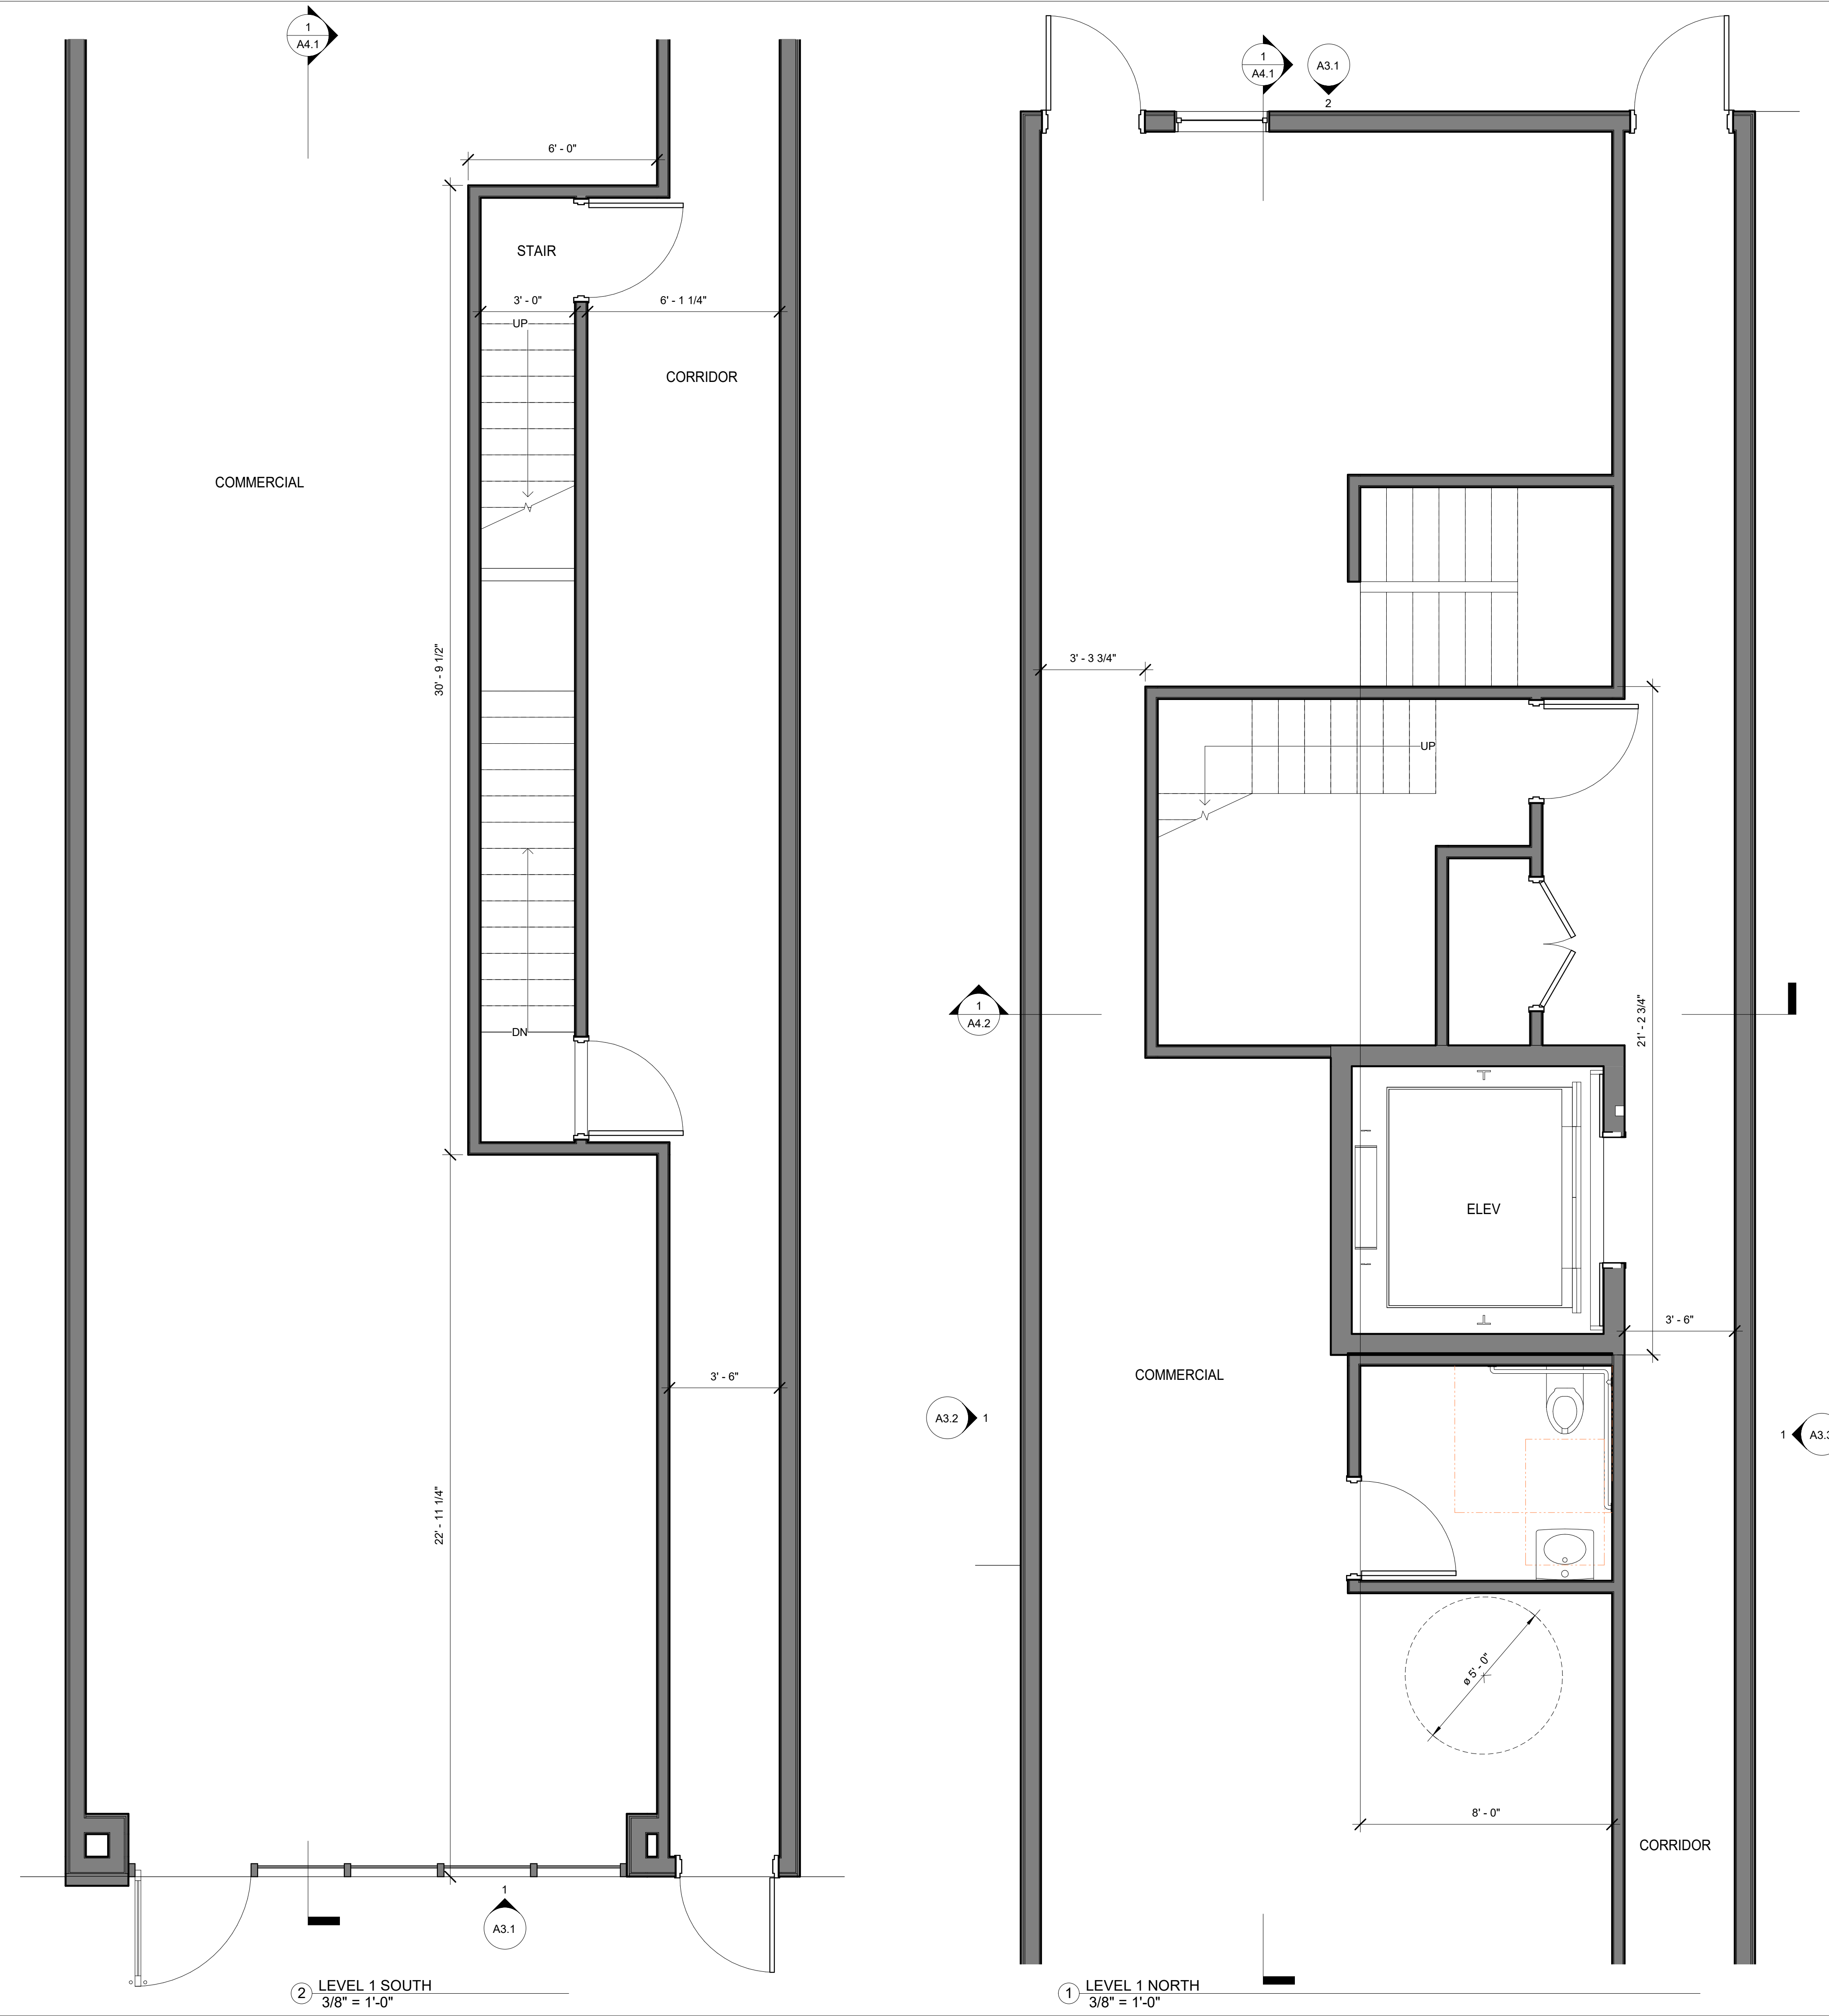 1
A4.1
6' - 0"
STAIR
3' - 0"
6' - 1 1/4"
UP
CORRIDOR
COMMERCIAL
30' - 9 1/2"
DN
3' - 6"
22' - 11 1/4"
1
A3.1
2
LEVEL 1 SOUTH
3/8" = 1'-0"
1
A4.1
A3.1
2
3' - 3 3/4"
UP
1
A4.2
21' - 2 3/4"
ELEV
3' - 6"
COMMERCIAL
A3.2
1
1
ø 5' - 0"
8' - 0"
CORRIDOR
1
LEVEL 1 NORTH
3/8" = 1'-0"